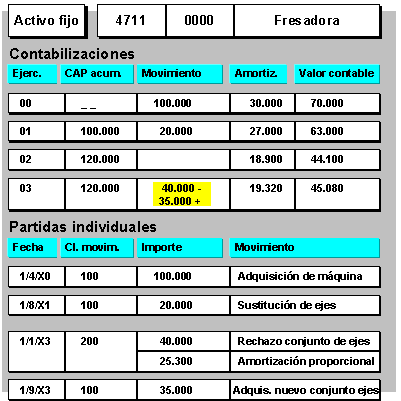 Activo fijo 4711 0000 Fresadora
Contabilizaciones
Ejerc. CAP acum. Movimiento Amortiz. Valor contable
00 _ _ 100.000 30.000 70.000
01 100.000 20.000 27.000 63.000
02 120.000 18.900 44.100
03 120.000 40.000 - 19.320 45.080
35.000 +
Partidas individuales
Fecha Cl. movim. Importe Movimiento
1/4/X0 100 100.000 Adquisición de máquina
1/8/X1 100 20.000 Sustitución de ejes
1/1/X3 200 40.000 Rechazo conjunto de ejes
25.300 Amortización proporcional
1/9/X3 100 35.000 Adquis. nuevo conjunto ejes